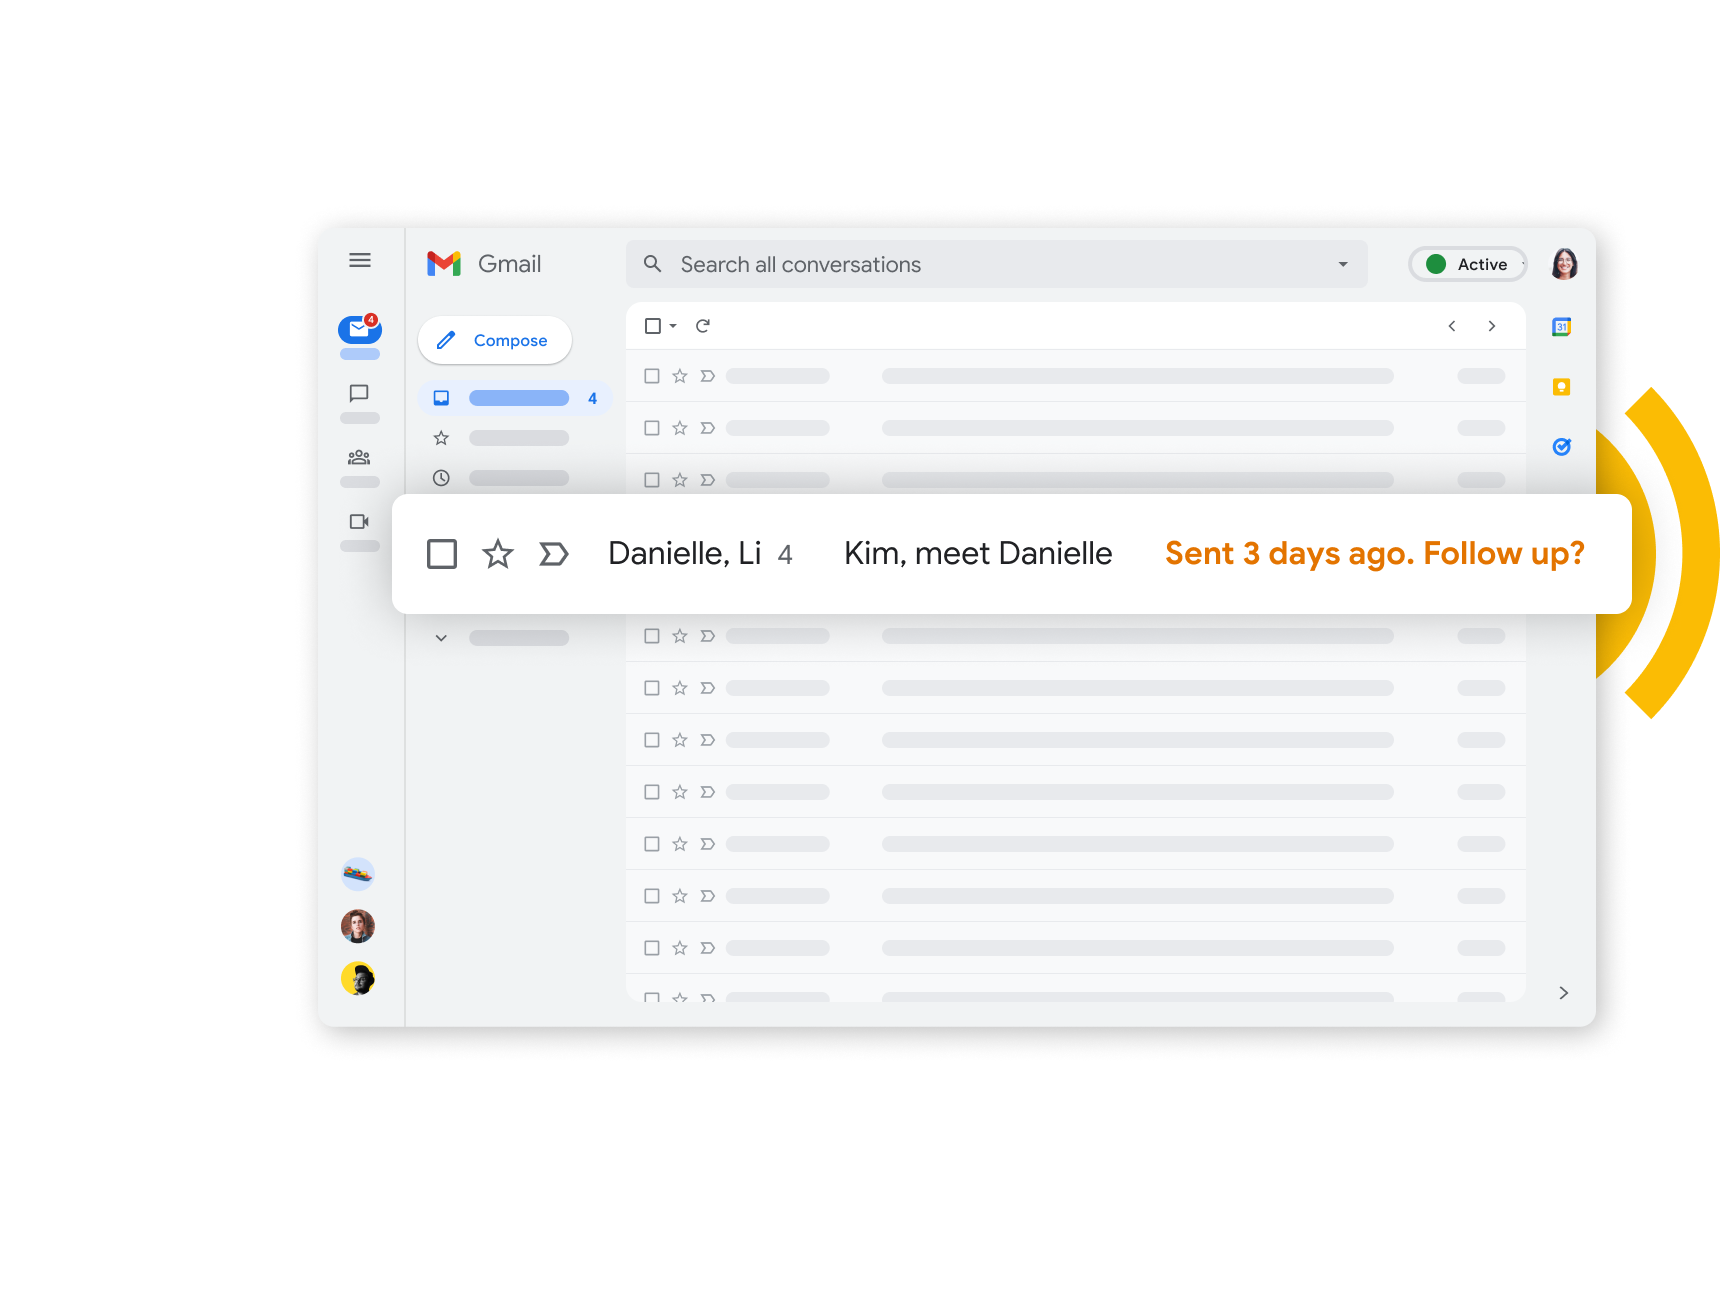 Gmail
Search all conversations
Active
4
Compose
31
4
Danielle, Li 4 Kim, meet Danielle Sent 3 days ago. Follow up?